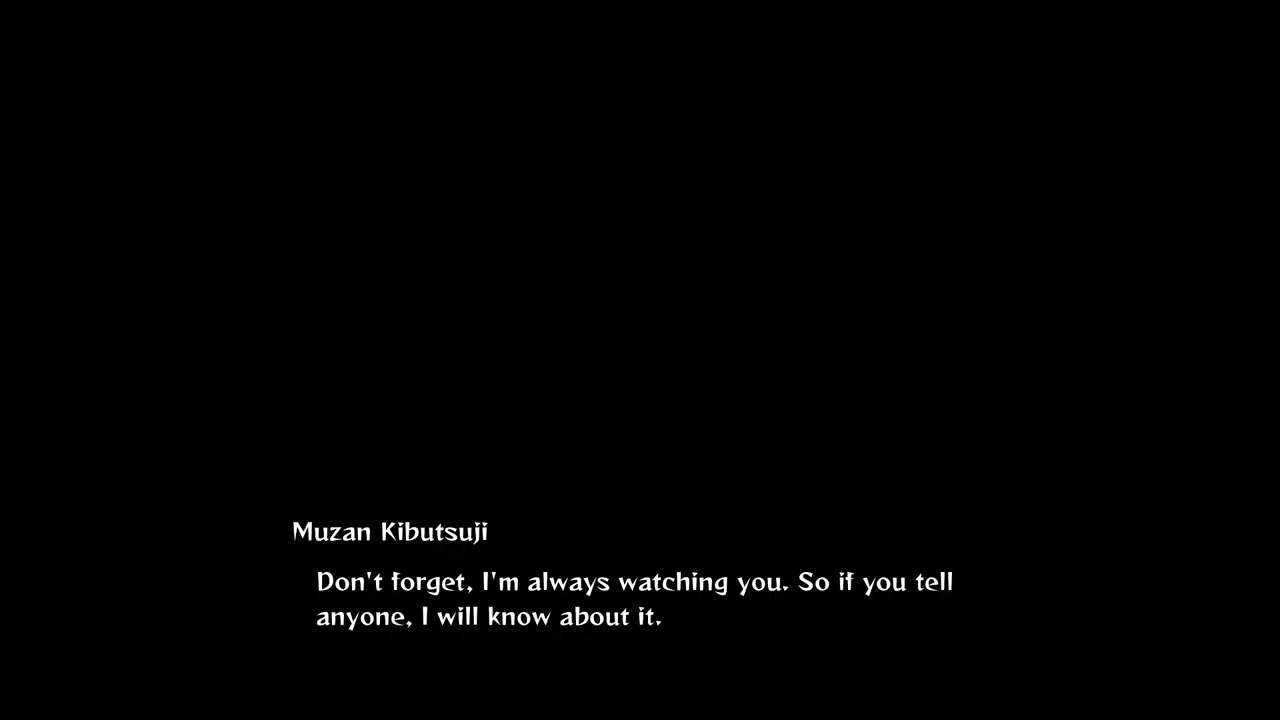 Muzan Kibutsuji
Don't forget, I'm always watching you. So if you tell
anyone, I will know about it.